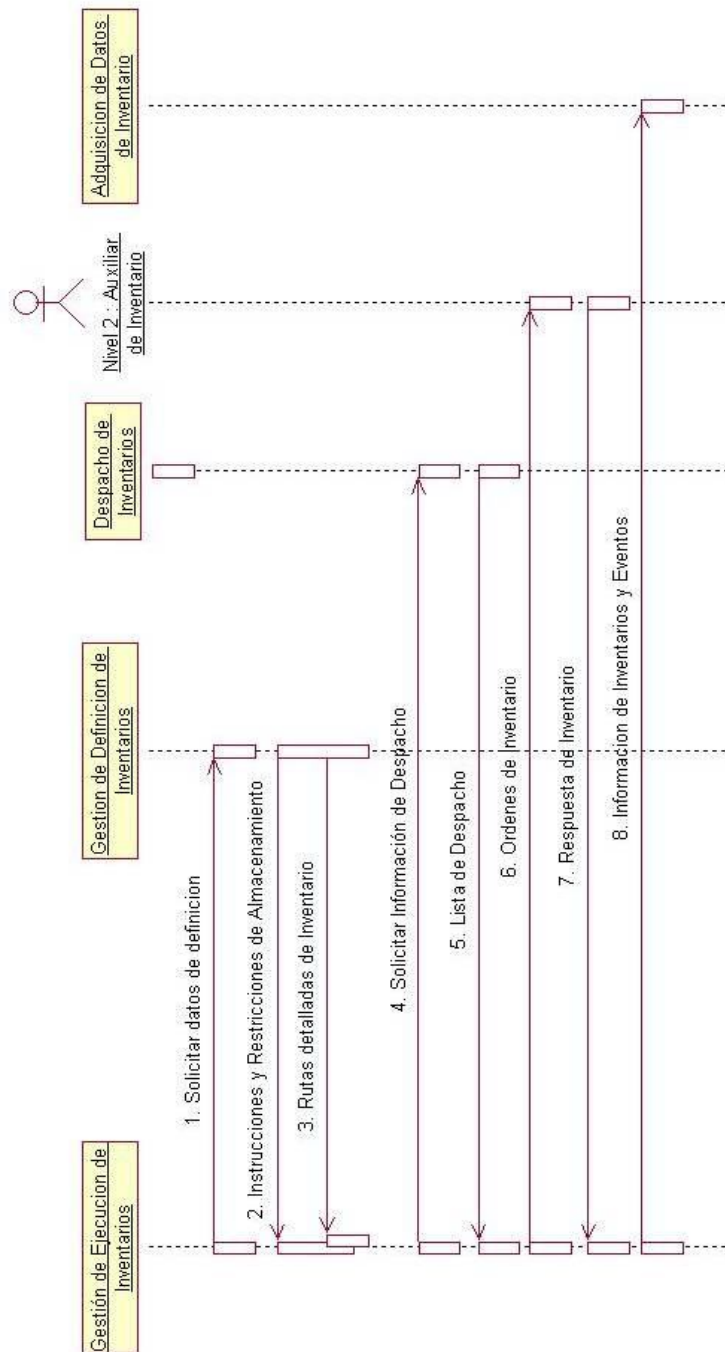 Gestión de Ejecucion de
Inventarios
Gestion de Definicion de
Inventarios
Despacho de
Inventarios
Nivel 2 : Auxiliar
de Inventario
Adquisicion de Datos
de Inventario
1. Solicitar datos de definicion
2. Instrucciones y Restricciones de Almacenamiento
3. Rutas detalladas de Inventario
4. Solicitar Información de Despacho
5. Lista de Despacho
6. Ordenes de Inventario
7. Respuesta de Inventario
8. Informacion de Inventarios y Eventos